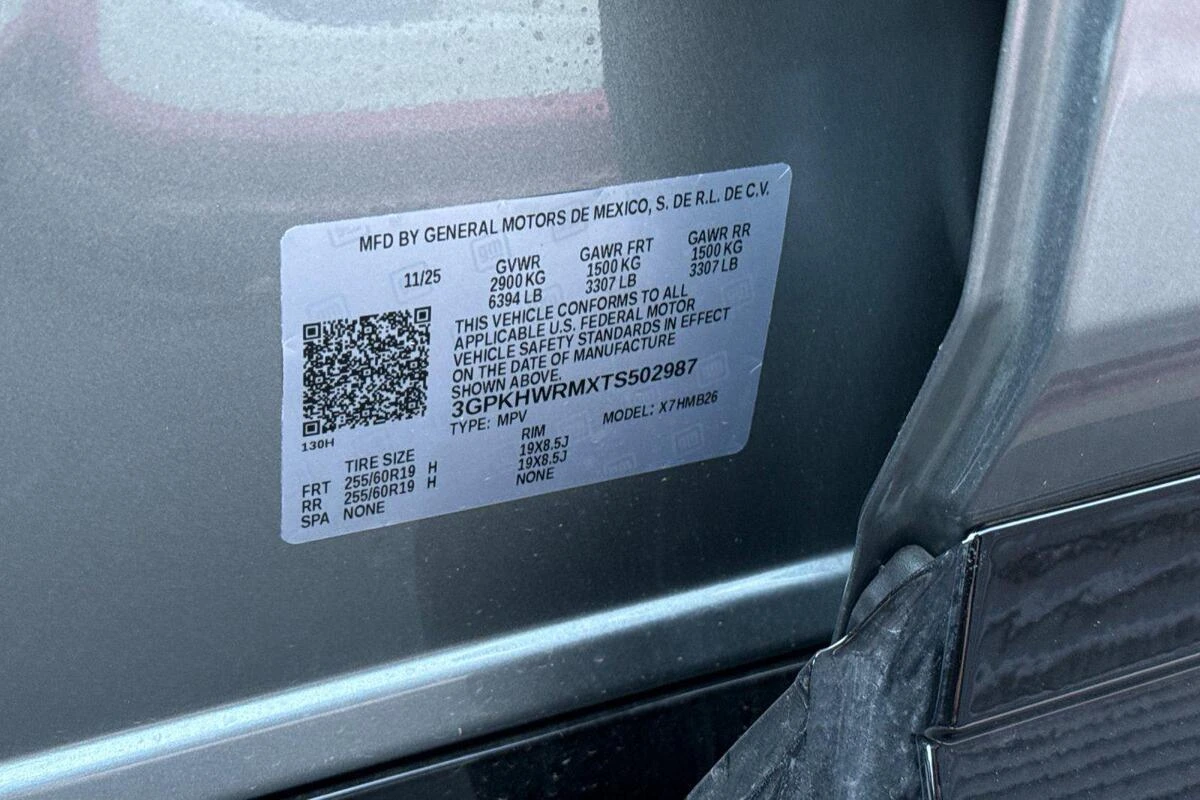 MFD BY GENERAL MOTORS DE MEXICO, S. DE R.L. DE C.V.
11/25 GVWR GAWR FRT GAWR RR
2900 KG 1500 KG 1500 KG
6394 LB 3307 LB 3307 LB
THIS VEHICLE CONFORMS TO ALL
APPLICABLE U.S. FEDERAL MOTOR
VEHICLE SAFETY STANDARDS IN EFFECT
ON THE DATE OF MANUFACTURE
SHOWN ABOVE.
3GPKHWRMXTS502987
TYPE: MPV MODEL: X7HMB26
130H
TIRE SIZE RIM
FRT 255/60R19 H 19X8.5J
RR 255/60R19 H 19X8.5J
SPA NONE NONE